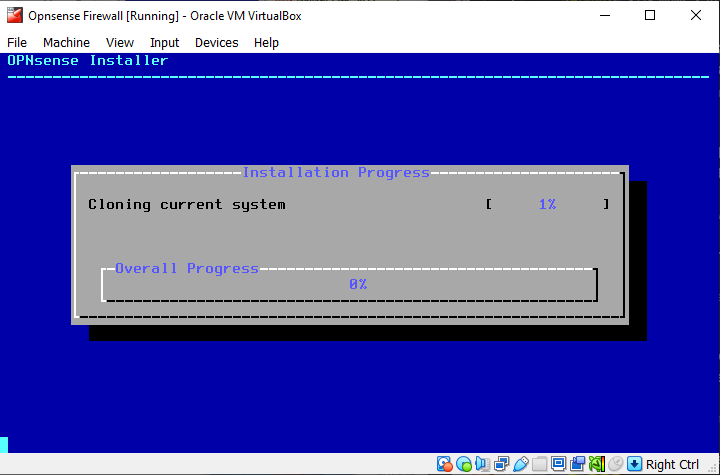 Opnsense Firewall [Running] - Oracle VM VirtualBox
File Machine View Input Devices Help
OPNsense Installer
Installation Progress
Cloning current system [ 1% ]
Overall Progress
0%
Right Ctrl